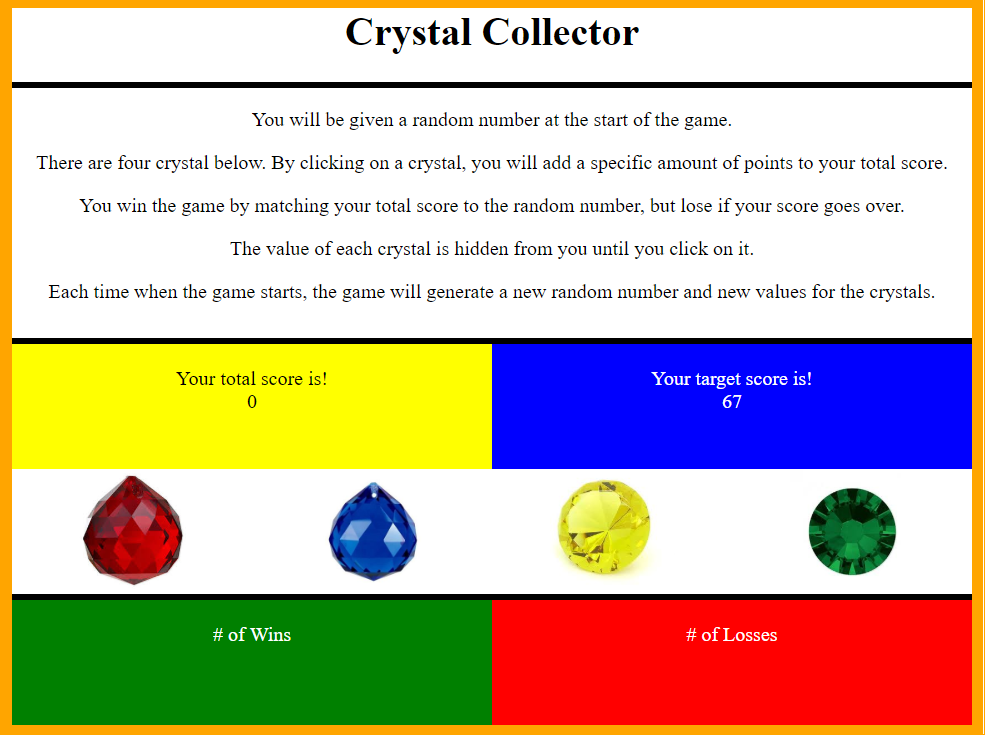 Crystal Collector
You will be given a random number at the start of the game.
There are four crystal below. By clicking on a crystal, you will add a specific amount of points to your total score.
You win the game by matching your total score to the random number, but lose if your score goes over.
The value of each crystal is hidden from you until you click on it.
Each time when the game starts, the game will generate a new random number and new values for the crystals.
Your total score is!
0
Your target score is!
67
# of Wins
# of Losses